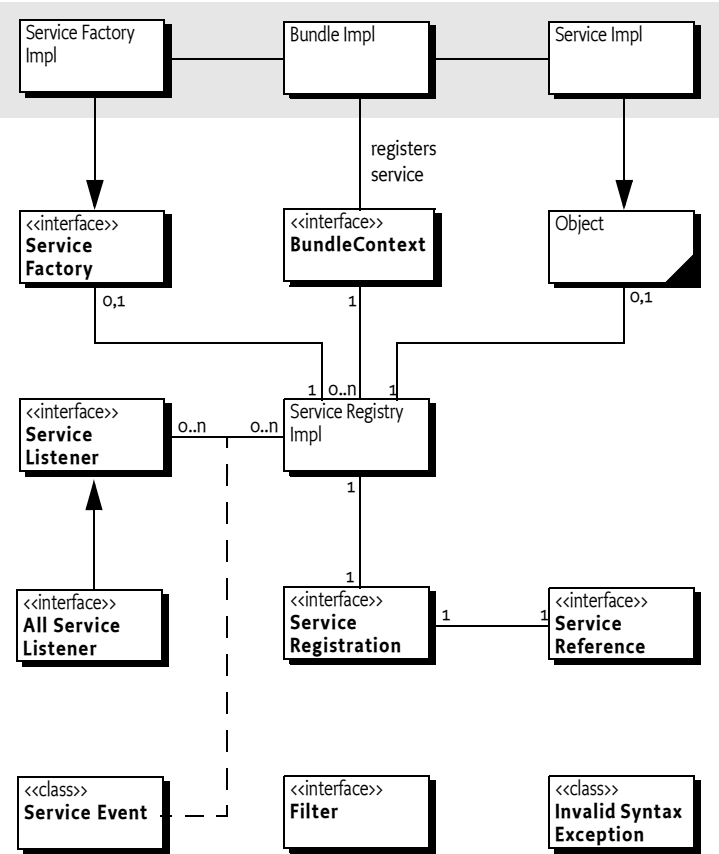 Service Factory
Impl
Bundle Impl
Service Impl
registers
service
<<interface>>
Service
Factory
<<interface>>
BundleContext
Object
0,1
1
0,1
1
0..n
1
<<interface>>
Service
Listener
0..n
0..n
Service Registry
Impl
1
1
<<interface>>
All Service
Listener
<<interface>>
Service
Registration
1
1
<<interface>>
Service
Reference
<<class>>
Service Event
<<interface>>
Filter
<<class>>
Invalid Syntax
Exception